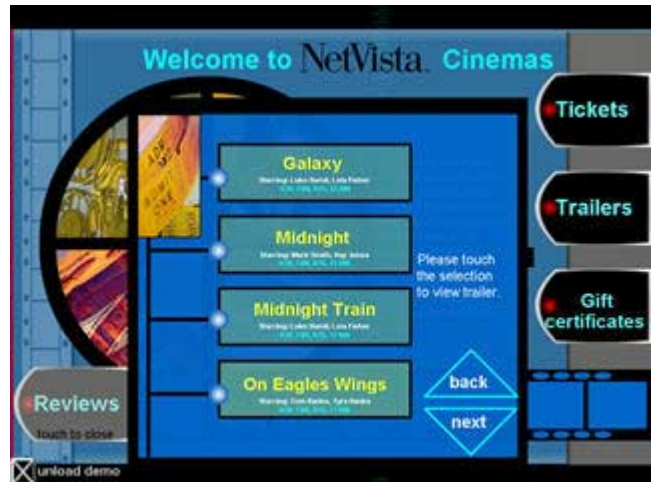 Welcome to NetVista Cinemas
Tickets
Galaxy
Trailers
Midnight
Please touch
the selection
to view trailer.
Midnight Train
Gift
certificates
On Eagles Wings
back
next
Reviews
touch to close
unload demo